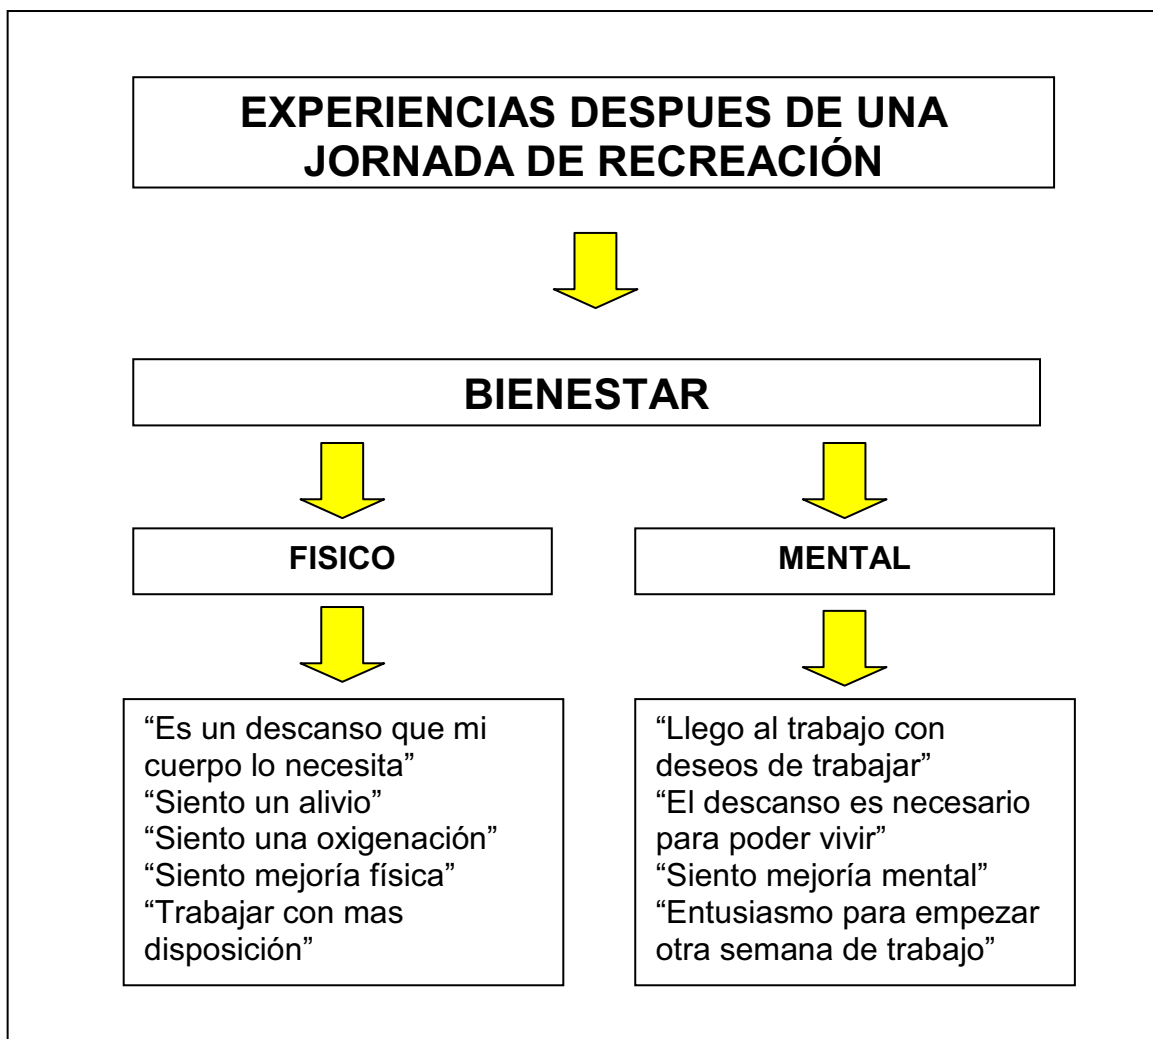 EXPERIENCIAS DESPUES DE UNA
JORNADA DE RECREACIÓN
BIENESTAR
FISICO
MENTAL
“Es un descanso que mi
cuerpo lo necesita”
“Siento un alivio”
“Siento una oxigenación”
“Siento mejoría física”
“Trabajar con mas
disposición”
“Llego al trabajo con
deseos de trabajar”
“El descanso es necesario
para poder vivir”
“Siento mejoría mental”
“Entusiasmo para empezar
otra semana de trabajo”